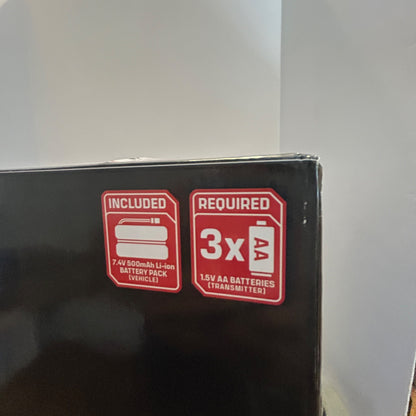 INCLUDED
7.4V 500mAh Li-ion
BATTERY PACK
(VEHICLE)
REQUIRED
3x
AA
1.5V AA BATTERIES
(TRANSMITTER)